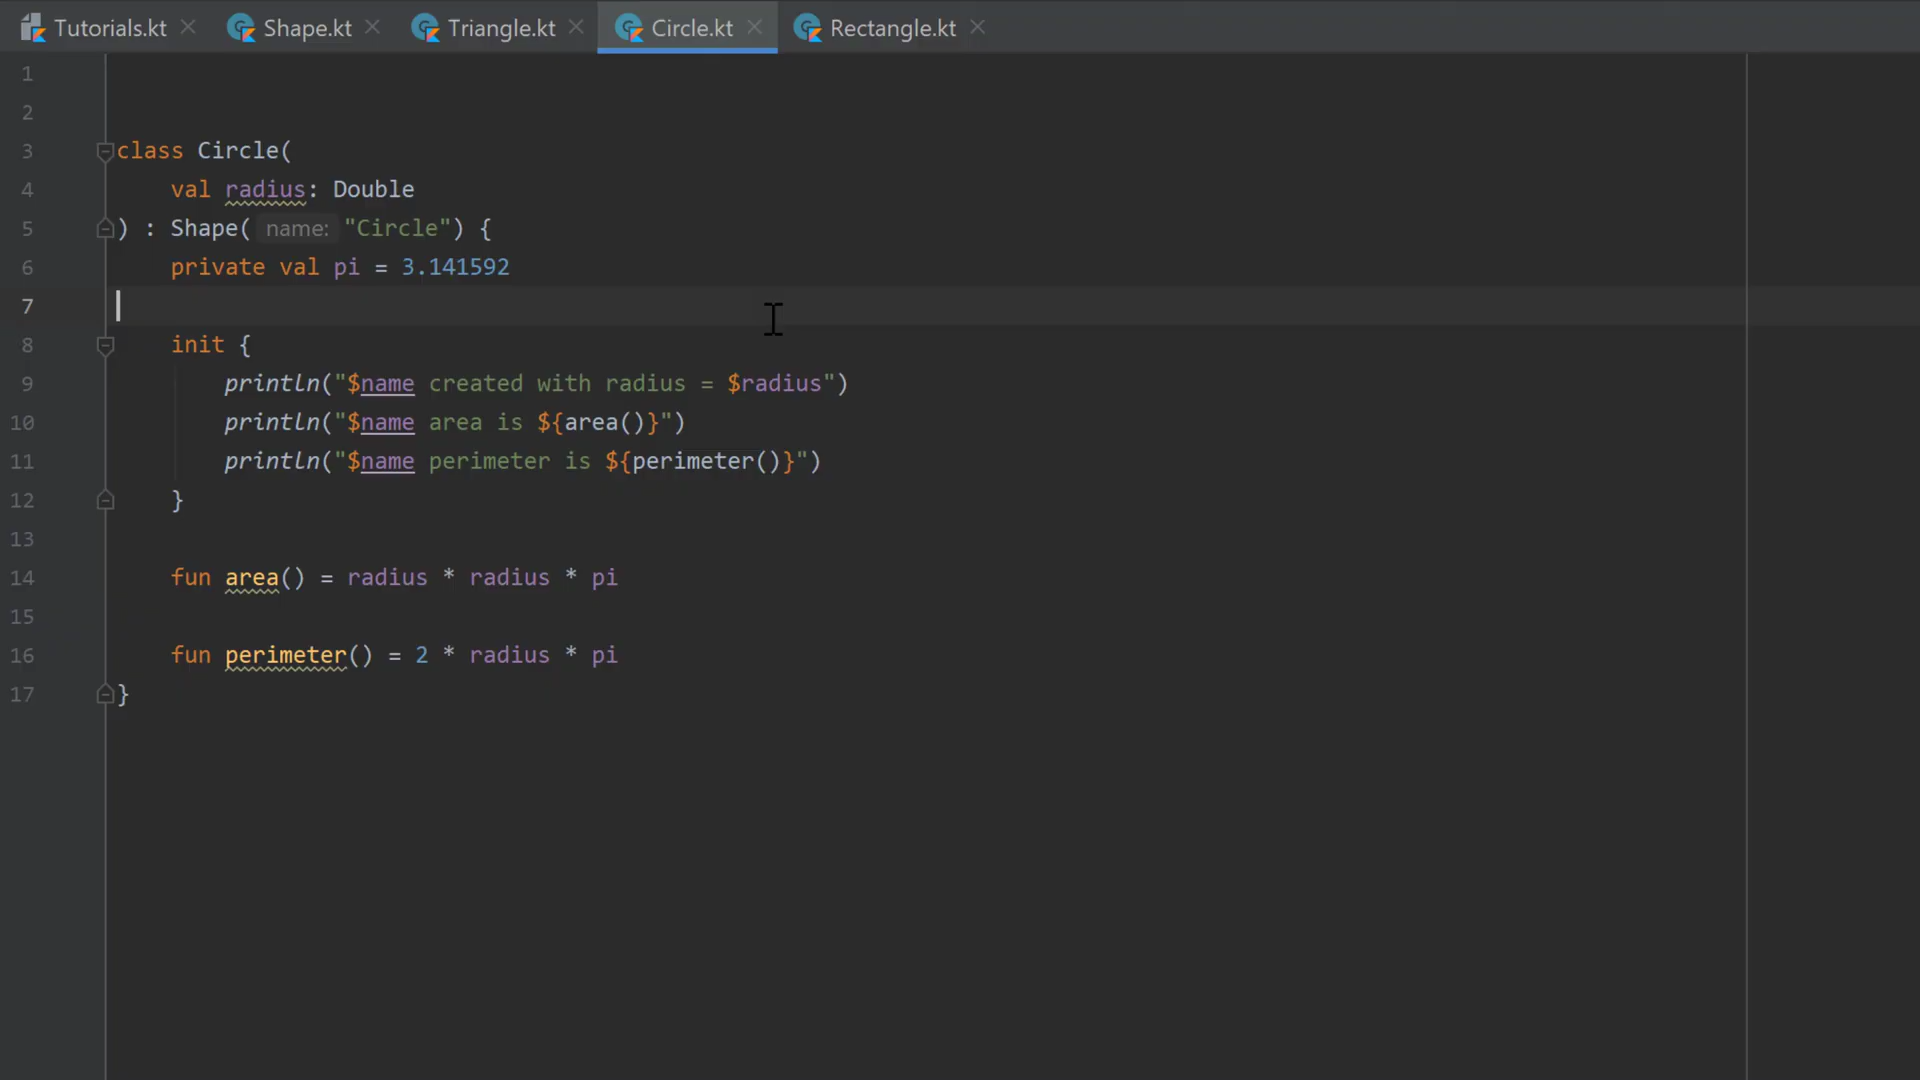 Tutorials.kt Shape.kt Triangle.kt Circle.kt Rectangle.kt
1
2
3 class Circle(
4 val radius: Double
5 ) : Shape( name: "Circle") {
6 private val pi = 3.141592
7
8 init {
9 println("$name created with radius = $radius")
10 println("$name area is ${area()}")
11 println("$name perimeter is ${perimeter()}")
12 }
13
14 fun area() = radius * radius * pi
15
16 fun perimeter() = 2 * radius * pi
17 }